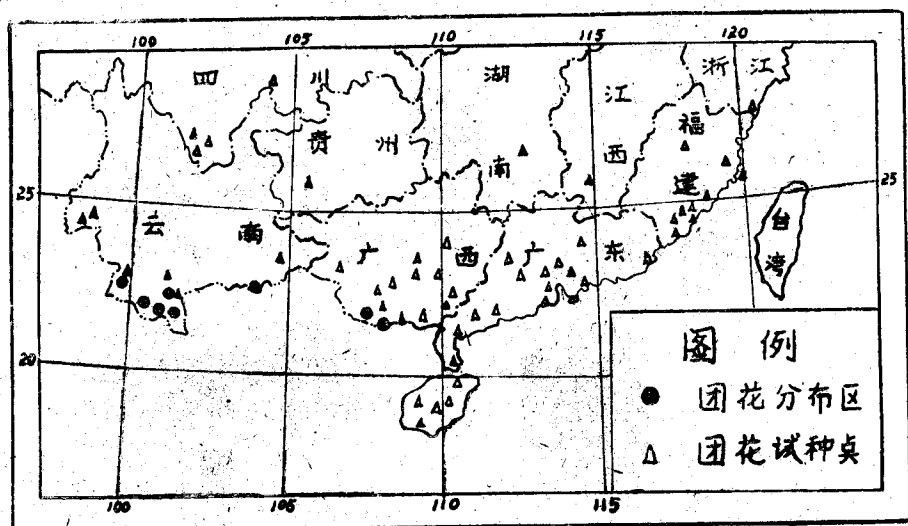 100 105 110 115 120
四川 湖 浙江
江
贵州 福
南 西
25 建 25
云南 广西 广东 台
湾
20
图例
团花分布区
团花试种点
100 105 110 115